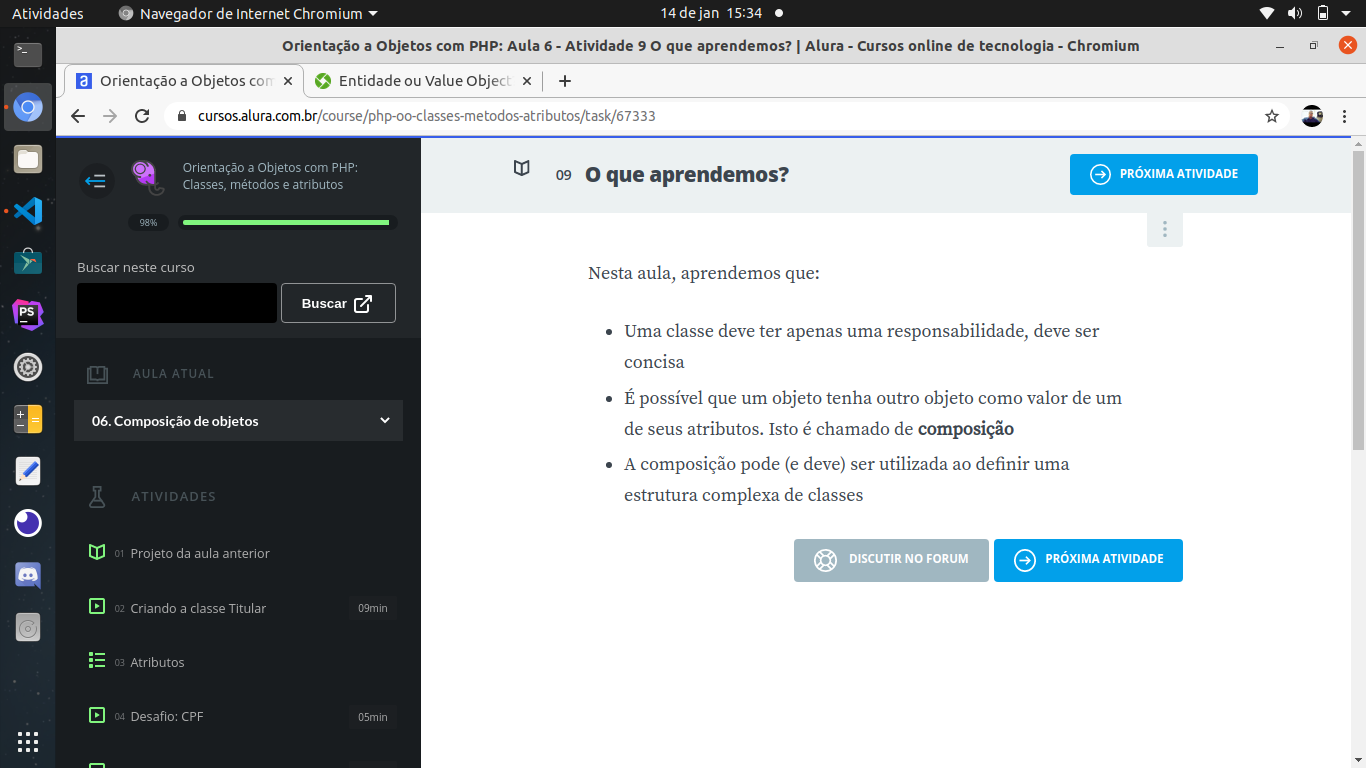 Atividades
Navegador de Internet Chromium
14 de jan 15:34
Orientação a Objetos com PHP: Aula 6 - Atividade 9 O que aprendemos? | Alura - Cursos online de tecnologia - Chromium
a Orientação a Objetos com
Entidade ou Value Object
cursos.alura.com.br/course/php-oo-classes-metodos-atributos/task/67333
Orientação a Objetos com PHP:
Classes, métodos e atributos
98%
Buscar neste curso
Buscar
AULA ATUAL
06. Composição de objetos
ATIVIDADES
01 Projeto da aula anterior
02 Criando a classe Titular 09min
03 Atributos
04 Desafio: CPF 05min
09 O que aprendemos?
PRÓXIMA ATIVIDADE
Nesta aula, aprendemos que:
• Uma classe deve ter apenas uma responsabilidade, deve ser
concisa
• É possível que um objeto tenha outro objeto como valor de um
de seus atributos. Isto é chamado de composição
• A composição pode (e deve) ser utilizada ao definir uma
estrutura complexa de classes
DISCUTIR NO FORUM
PRÓXIMA ATIVIDADE
PS